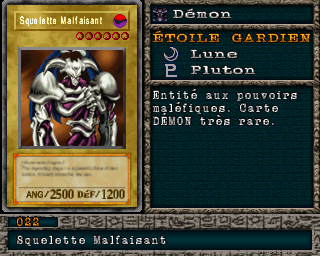 Squelette Malfaisant
ANG/2500 DÉF/1200
Démon
ÉTOILE GARDIEN
Lune
Pluton
Entité aux pouvoirs
maléfiques. Carte
DÉMON très rare.
022
Squelette Malfaisant